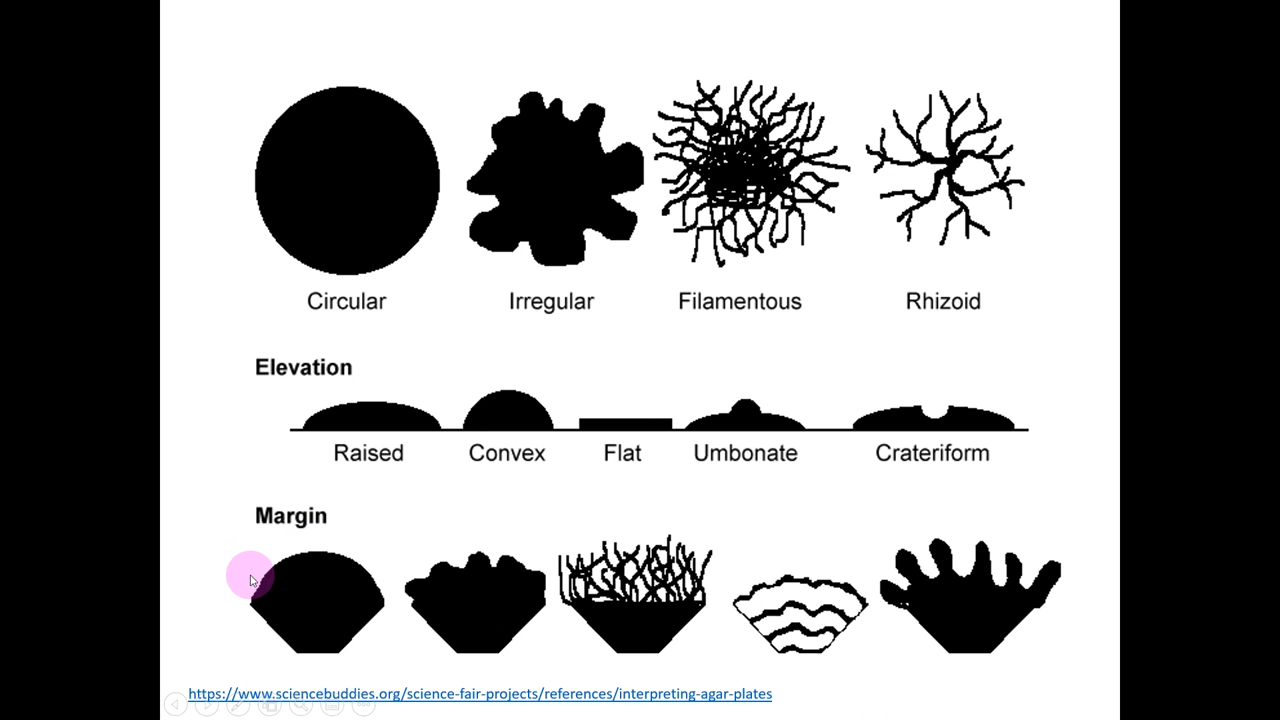 Circular Irregular Filamentous Rhizoid
Elevation
Raised Convex Flat Umbonate Crateriform
Margin
https://www.sciencebuddies.org/science-fair-projects/references/interpreting-agar-plates